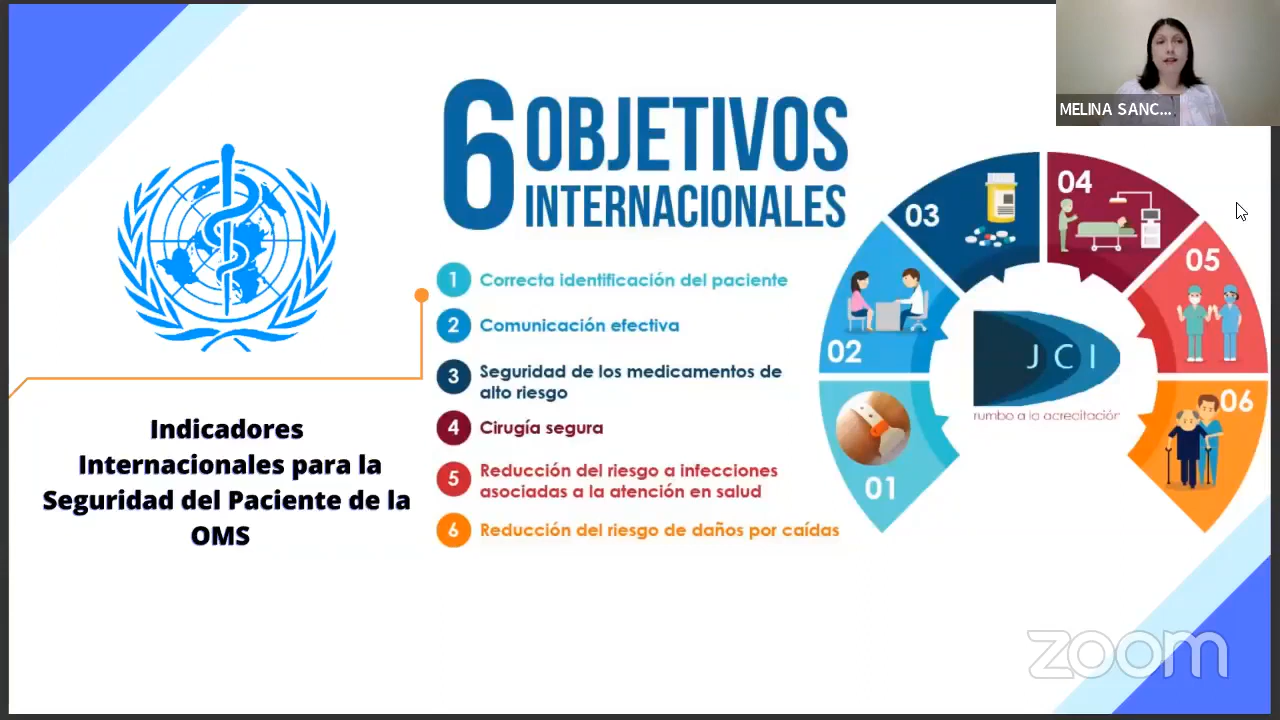 MELINA SANC...
6 OBJETIVOS
INTERNACIONALES
1 Correcta identificación del paciente
2 Comunicación efectiva
3 Seguridad de los medicamentos de
alto riesgo
4 Cirugía segura
5 Reducción del riesgo a infecciones
asociadas a la atención en salud
6 Reducción del riesgo de daños por caídas
Indicadores
Internacionales para la
Seguridad del Paciente de la
OMS
01
02
03
04
05
06
JCI
rumbo a la acreditación
zoom